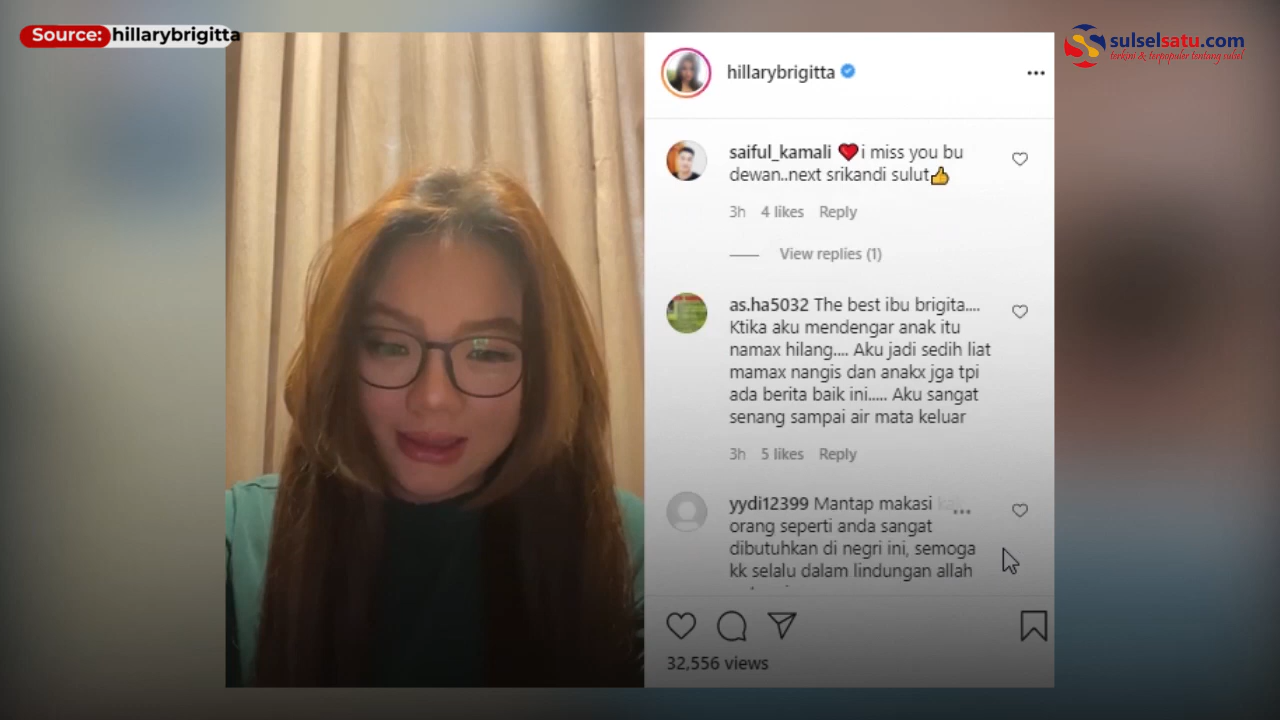 Source: hillarybrigitta
sulselsatu.com
terkini & terpopuler tentang sulsel
hillarybrigitta
saiful_kamali ❤️i miss you bu
dewan..next srikandi sulut👍
3h 4 likes Reply
View replies (1)
as.ha5032 The best ibu brigita....
Ktika aku mendengar anak itu
namax hilang.... Aku jadi sedih liat
mamax nangis dan anakx jga tpi
ada berita baik ini..... Aku sangat
senang sampai air mata keluar
3h 5 likes Reply
yydi12399 Mantap makasi
orang seperti anda sangat
dibutuhkan di negri ini, semoga
kk selalu dalam lindungan allah
32,556 views